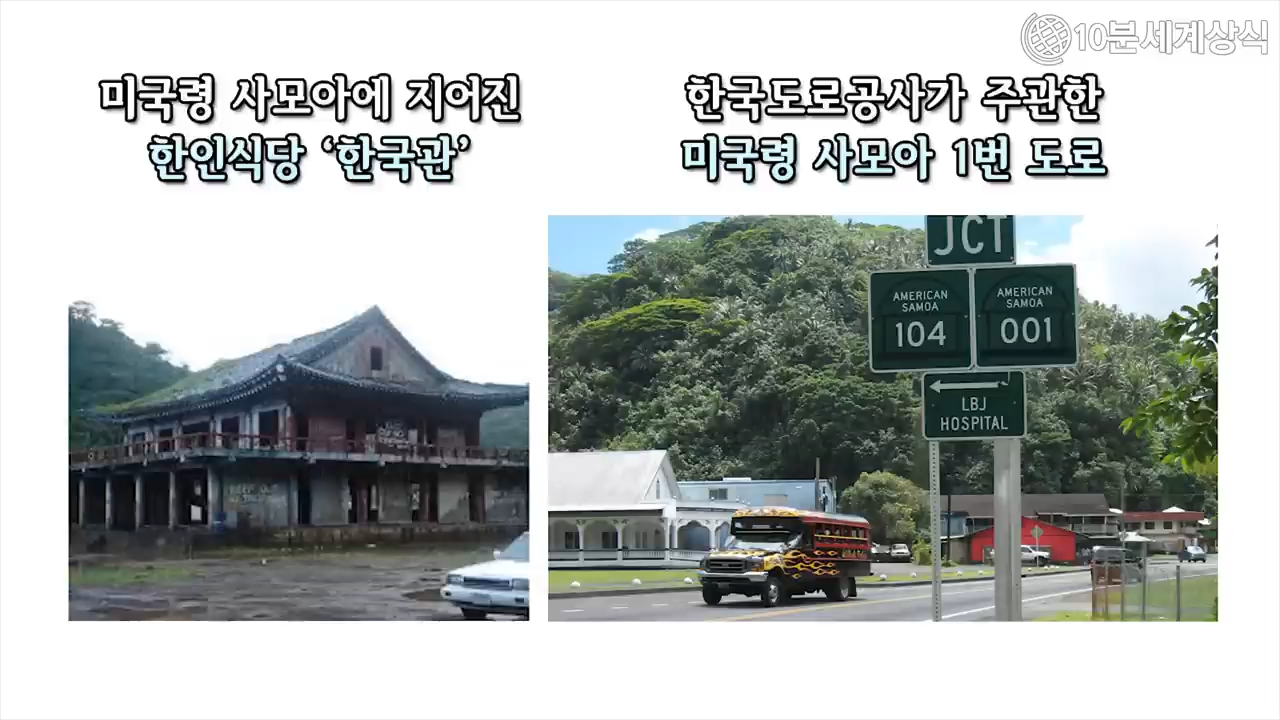 10분세계상식
미국령 사모아에 지어진
한인식당 ‘한국관’
한국도로공사가 주관한
미국령 사모아 1번 도로
JCT
AMERICAN
SAMOA
104
AMERICAN
SAMOA
001
LBJ
HOSPITAL
KEEP OUT